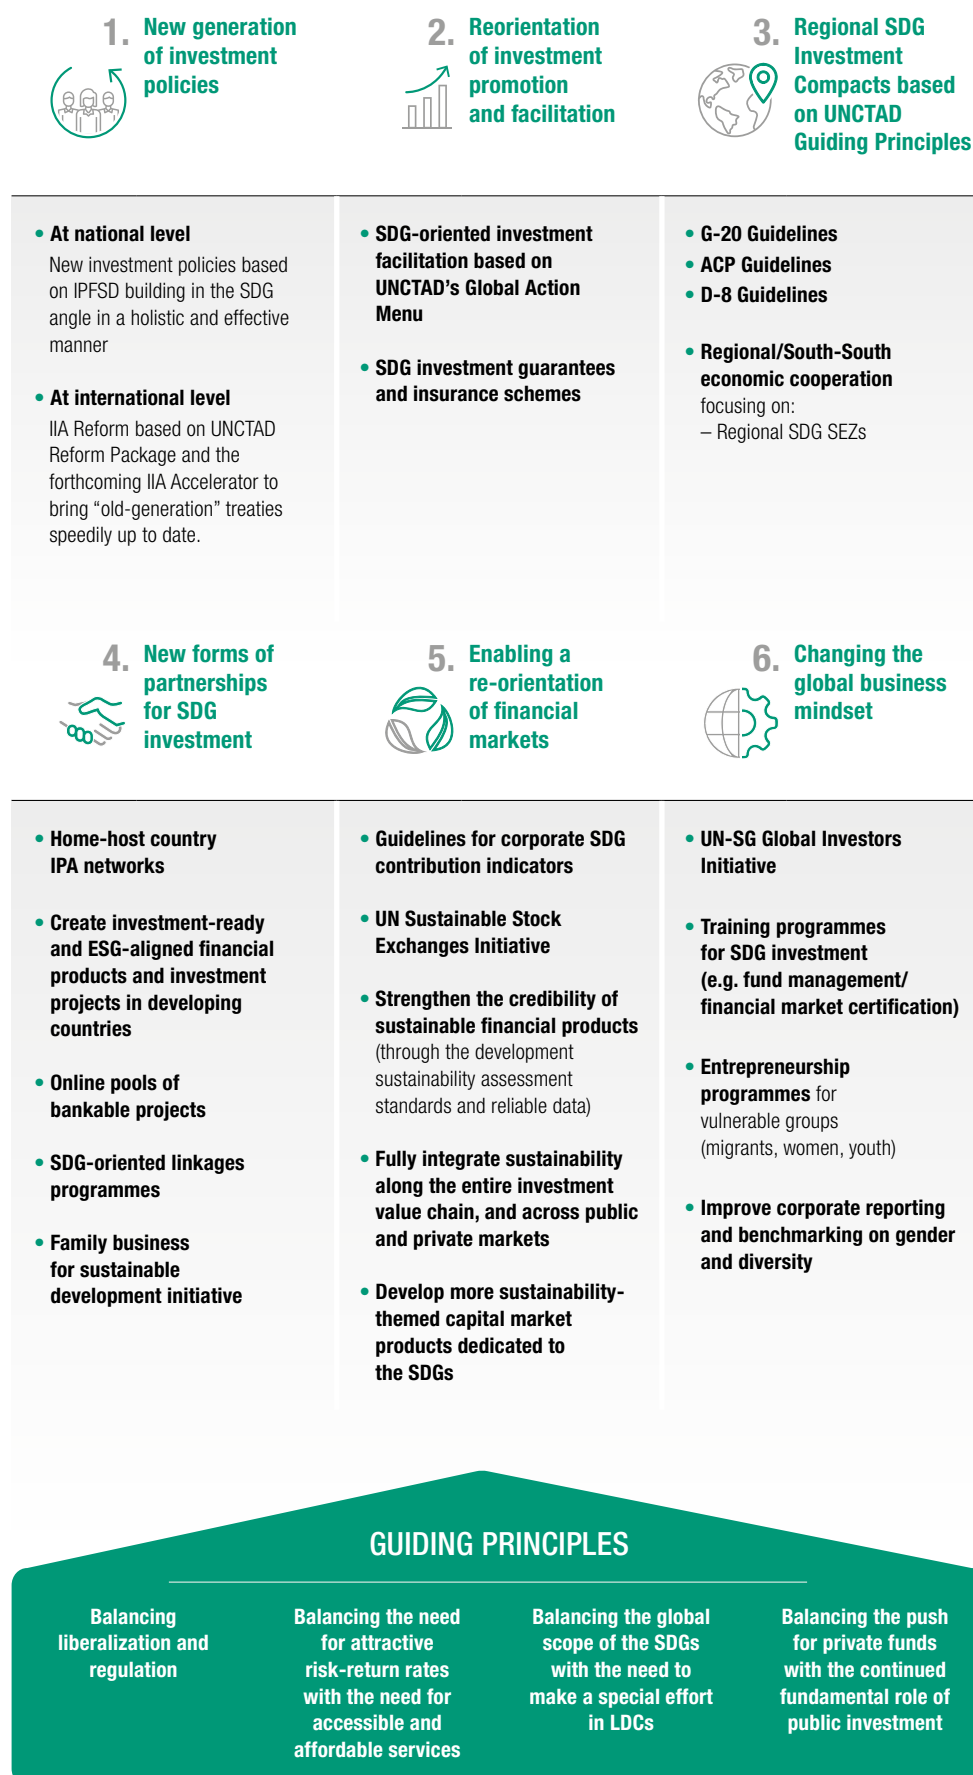 1. New generation
of investment
policies
2. Reorientation
of investment
promotion
and facilitation
3. Regional SDG
Investment
Compacts based
on UNCTAD
Guiding Principles
• At national level
New investment policies based
on IPFSD building in the SDG
angle in a holistic and effective
manner
• At international level
IIA Reform based on UNCTAD
Reform Package and the
forthcoming IIA Accelerator to
bring “old-generation” treaties
speedily up to date.
• SDG-oriented investment
facilitation based on
UNCTAD’s Global Action
Menu
• SDG investment guarantees
and insurance schemes
• G-20 Guidelines
• ACP Guidelines
• D-8 Guidelines
• Regional/South-South
economic cooperation
focusing on:
– Regional SDG SEZs
4. New forms of
partnerships
for SDG
investment
5. Enabling a
re-orientation
of financial
markets
6. Changing the
global business
mindset
• Home-host country
IPA networks
• Create investment-ready
and ESG-aligned financial
products and investment
projects in developing
countries
• Online pools of
bankable projects
• SDG-oriented linkages
programmes
• Family business
for sustainable
development initiative
• Guidelines for corporate SDG
contribution indicators
• UN Sustainable Stock
Exchanges Initiative
• Strengthen the credibility of
sustainable financial products
(through the development
sustainability assessment
standards and reliable data)
• Fully integrate sustainability
along the entire investment
value chain, and across public
and private markets
• Develop more sustainability-
themed capital market
products dedicated to
the SDGs
• UN-SG Global Investors
Initiative
• Training programmes
for SDG investment
(e.g. fund management/
financial market certification)
• Entrepreneurship
programmes for
vulnerable groups
(migrants, women, youth)
• Improve corporate reporting
and benchmarking on gender
and diversity
GUIDING PRINCIPLES
Balancing
liberalization and
regulation
Balancing the need
for attractive
risk-return rates
with the need for
accessible and
affordable services
Balancing the global
scope of the SDGs
with the need to
make a special effort
in LDCs
Balancing the push
for private funds
with the continued
fundamental role of
public investment